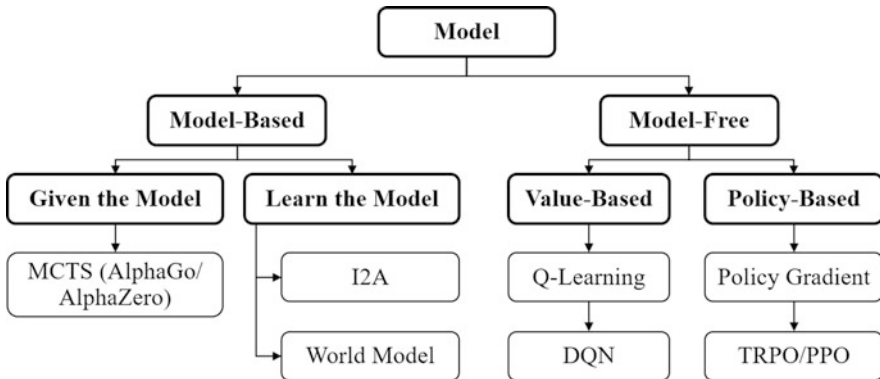 Model
Model-Based
Model-Free
Given the Model
Learn the Model
Value-Based
Policy-Based
MCTS (AlphaGo/
AlphaZero)
I2A
Q-Learning
Policy Gradient
World Model
DQN
TRPO/PPO